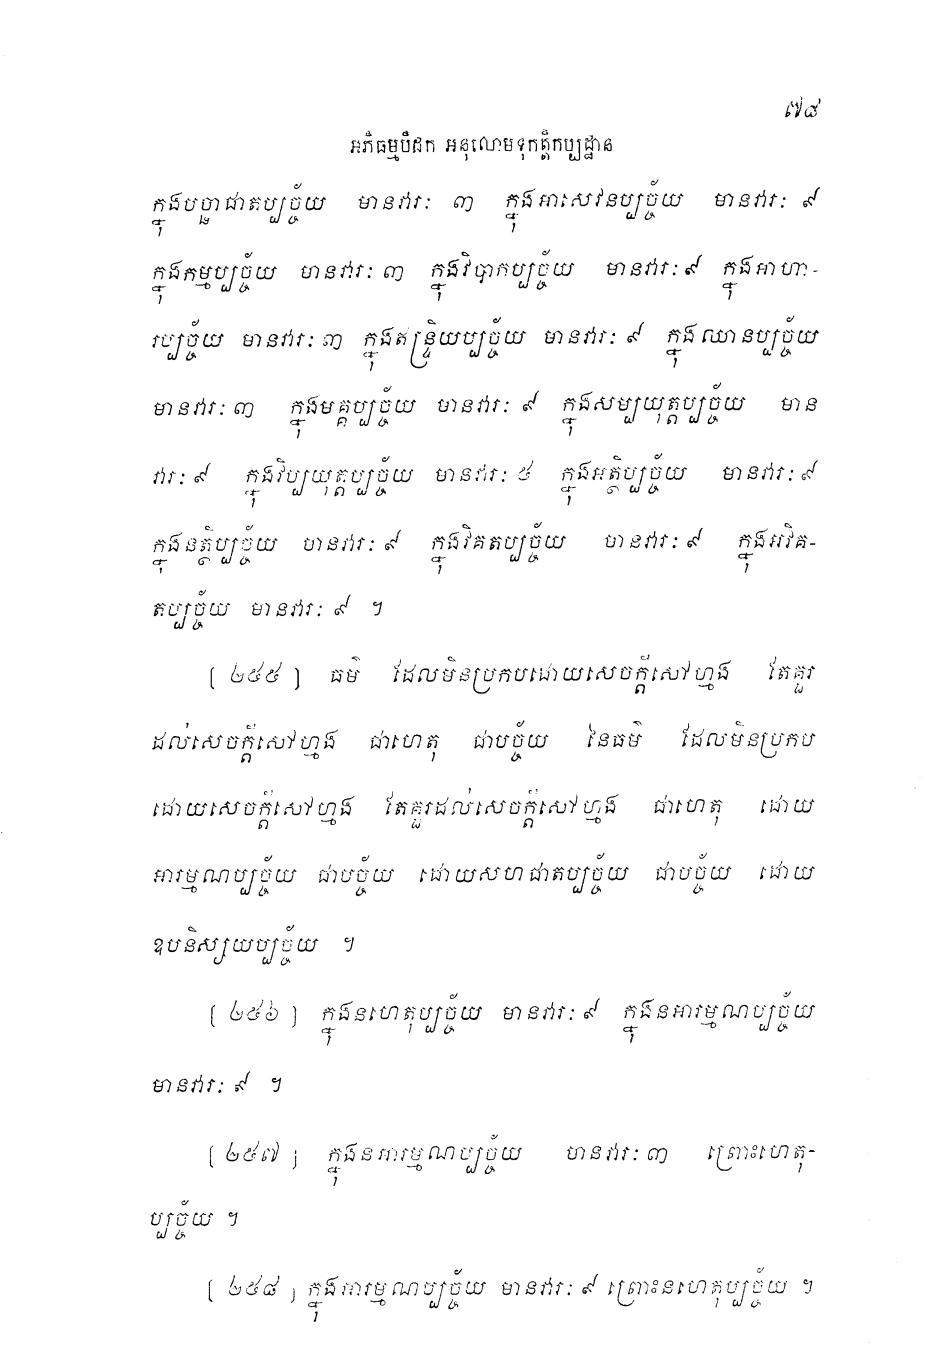 ៧៨
អភិធម្មបិដក អនុលោមទុកត្តិកប្បដ្ឋាន
ក្នុងបច្ឆាជាតប្បច្ច័យ មានវារៈ ៣ ក្នុងអាសេវនប្បច្ច័យ មានវារៈ ៩
ក្នុងកម្មប្បច្ច័យ មានវារៈ ៣ ក្នុងវិបាកប្បច្ច័យ មានវារៈ ៩ ក្នុងអាហា-
រប្បច្ច័យ មានវារៈ ៣ ក្នុងឥន្ទ្រិយប្បច្ច័យ មានវារៈ ៩ ក្នុងឈានប្បច្ច័យ
មានវារៈ ៣ ក្នុងមគ្គប្បច្ច័យ មានវារៈ ៩ ក្នុងសម្បយុត្តប្បច្ច័យ មាន
វារៈ ៩ ក្នុងវិប្បយុត្តប្បច្ច័យ មានវារៈ ៥ ក្នុងអត្ថិប្បច្ច័យ មានវារៈ ៩
ក្នុងនត្ថិប្បច្ច័យ មានវារៈ ៩ ក្នុងវិគតប្បច្ច័យ មានវារៈ ៩ ក្នុងអវិគ-
តប្បច្ច័យ មានវារៈ ៩ ។
[ ២៥៥ ] ធម៌ ដែលមិនប្រកបដោយសេចក្តីសៅហ្មង តែគួរ
ដល់សេចក្តីសៅហ្មង ជាហេតុ ជាបច្ច័យ នៃធម៌ ដែលមិនប្រកប
ដោយសេចក្តីសៅហ្មង តែគួរដល់សេចក្តីសៅហ្មង ជាហេតុ ដោយ
អារម្មណប្បច្ច័យ ជាបច្ច័យ ដោយសហជាតប្បច្ច័យ ជាបច្ច័យ ដោយ
ឧបនិស្សយប្បច្ច័យ ។
[ ២៥៦ ] ក្នុងនហេតុប្បច្ច័យ មានវារៈ ៩ ក្នុងនអារម្មណប្បច្ច័យ
មានវារៈ ៩ ។
[ ២៥៧ ] ក្នុងនអារម្មណប្បច្ច័យ មានវារៈ ៣ ព្រោះហេតុ-
ប្បច្ច័យ ។
[ ២៥៨ ] ក្នុងអារម្មណប្បច្ច័យ មានវារៈ ៩ ព្រោះនហេតុប្បច្ច័យ ។